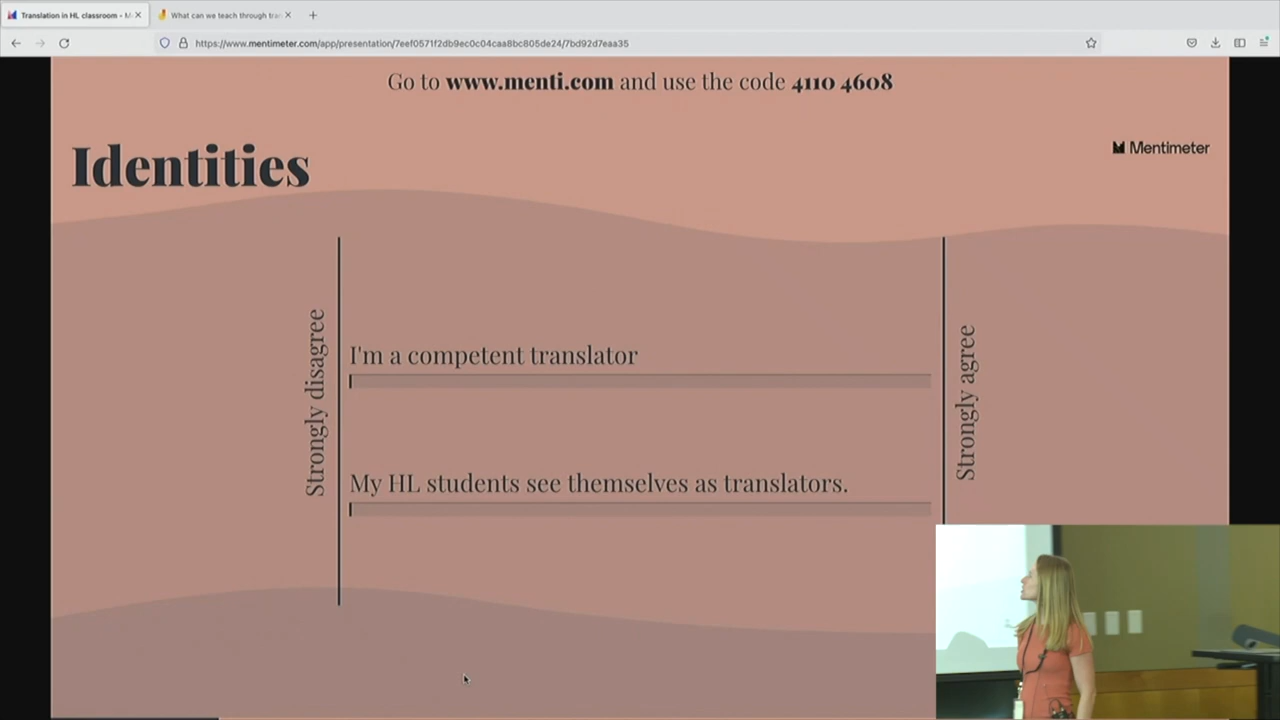 Translation in HL classroom - M
What can we teach through tran
https://www.mentimeter.com/app/presentation/7eef0571f2db9ec0c04caa8bc805de24/7bd92d7eaa35
Go to www.menti.com and use the code 4110 4608
Identities
Mentimeter
Strongly disagree
I'm a competent translator
My HL students see themselves as translators.
Strongly agree